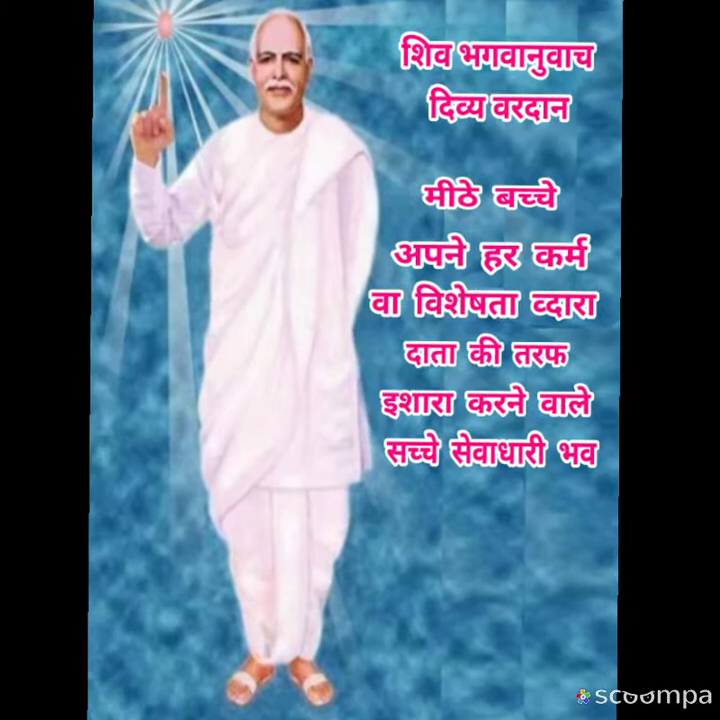 शिव भगवानुवाच
दिव्य वरदान
मीठे बच्चे
अपने हर कर्म
वा विशेषता व्दारा
दाता की तरफ
इशारा करने वाले
सच्चे सेवाधारी भव
scoompa